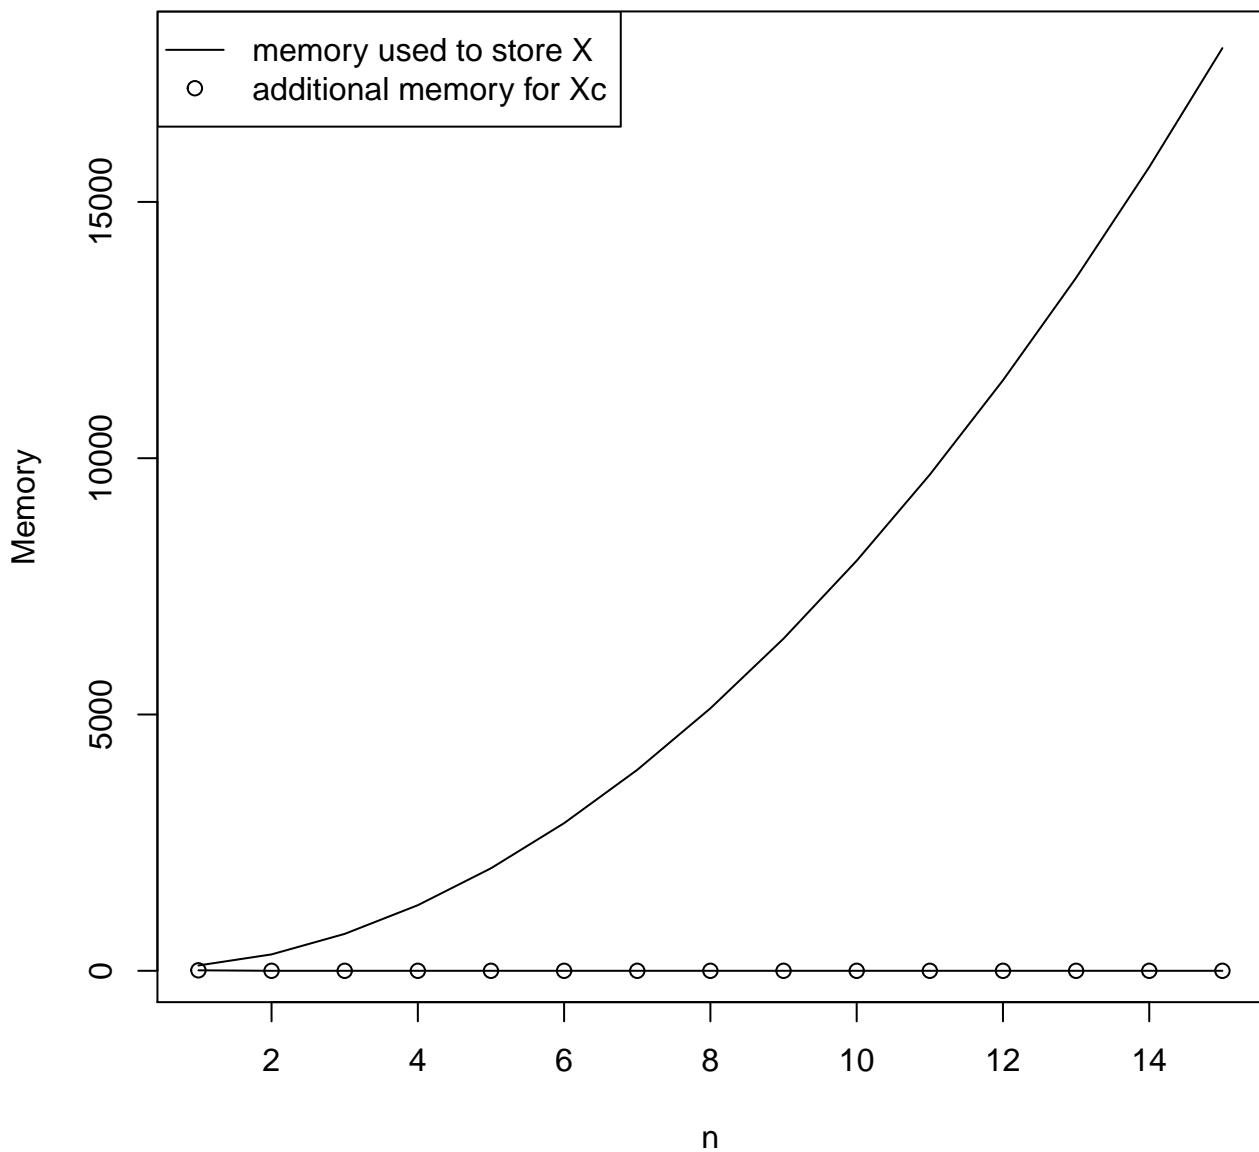 memory used to store X
additional memory for Xc
15000
10000
5000
0
Memory
2 4 6 8 10 12 14
n